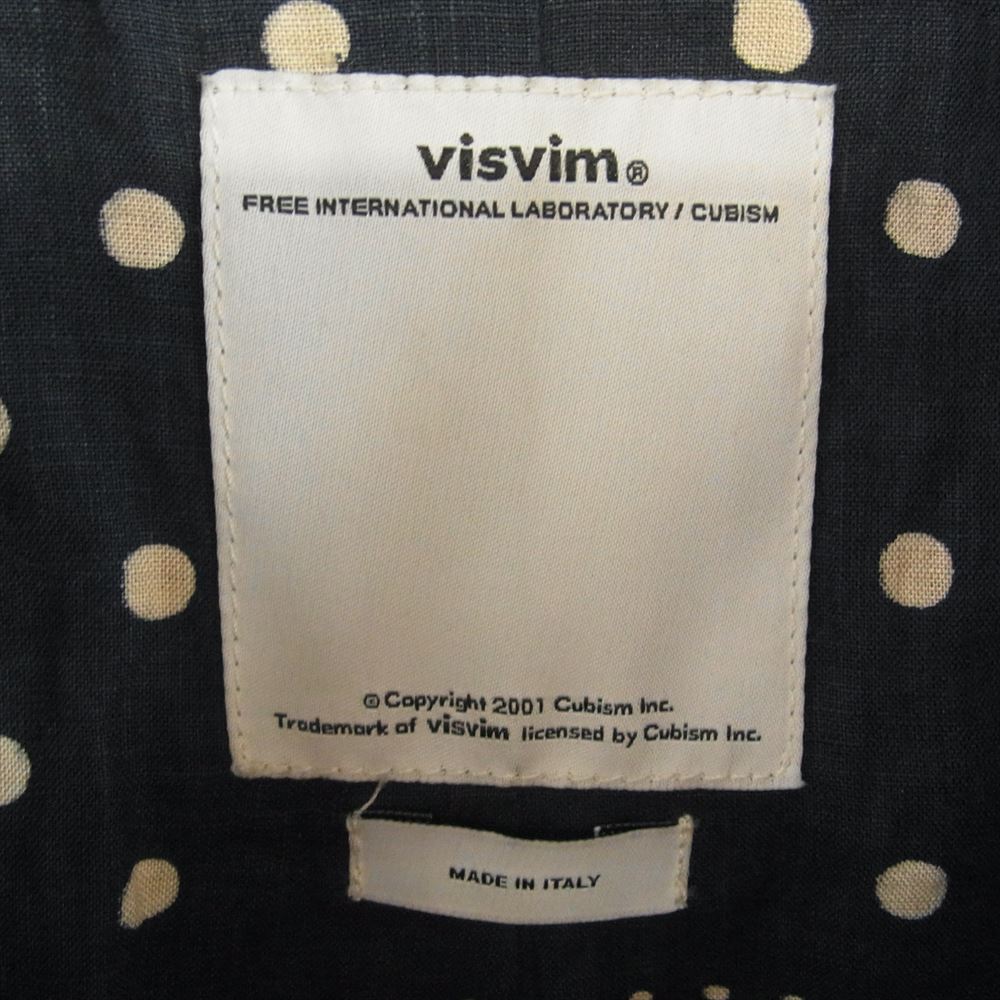 visvim®
FREE INTERNATIONAL LABORATORY / CUBISM
© Copyright 2001 Cubism Inc.
Trademark of visvim licensed by Cubism Inc.
MADE IN ITALY